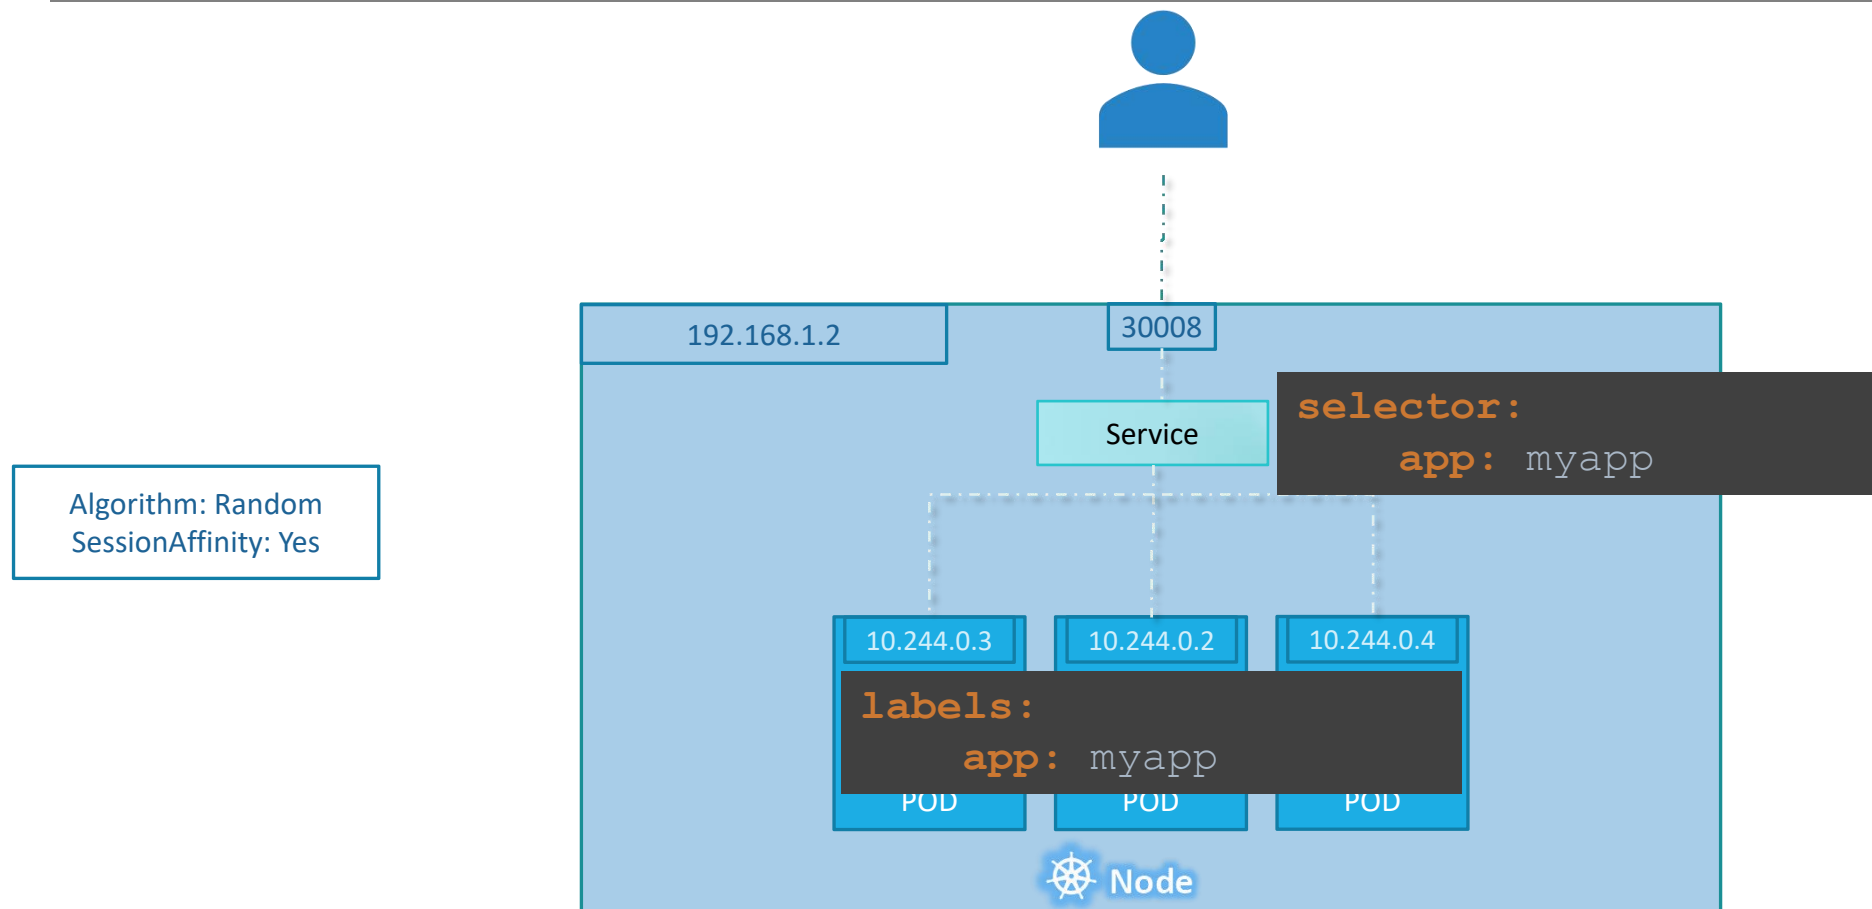 192.168.1.2
30008
selector:
app: myapp
Service
Algorithm: Random
SessionAffinity: Yes
10.244.0.3
10.244.0.2
10.244.0.4
labels:
app: myapp
POD
POD
POD
Node